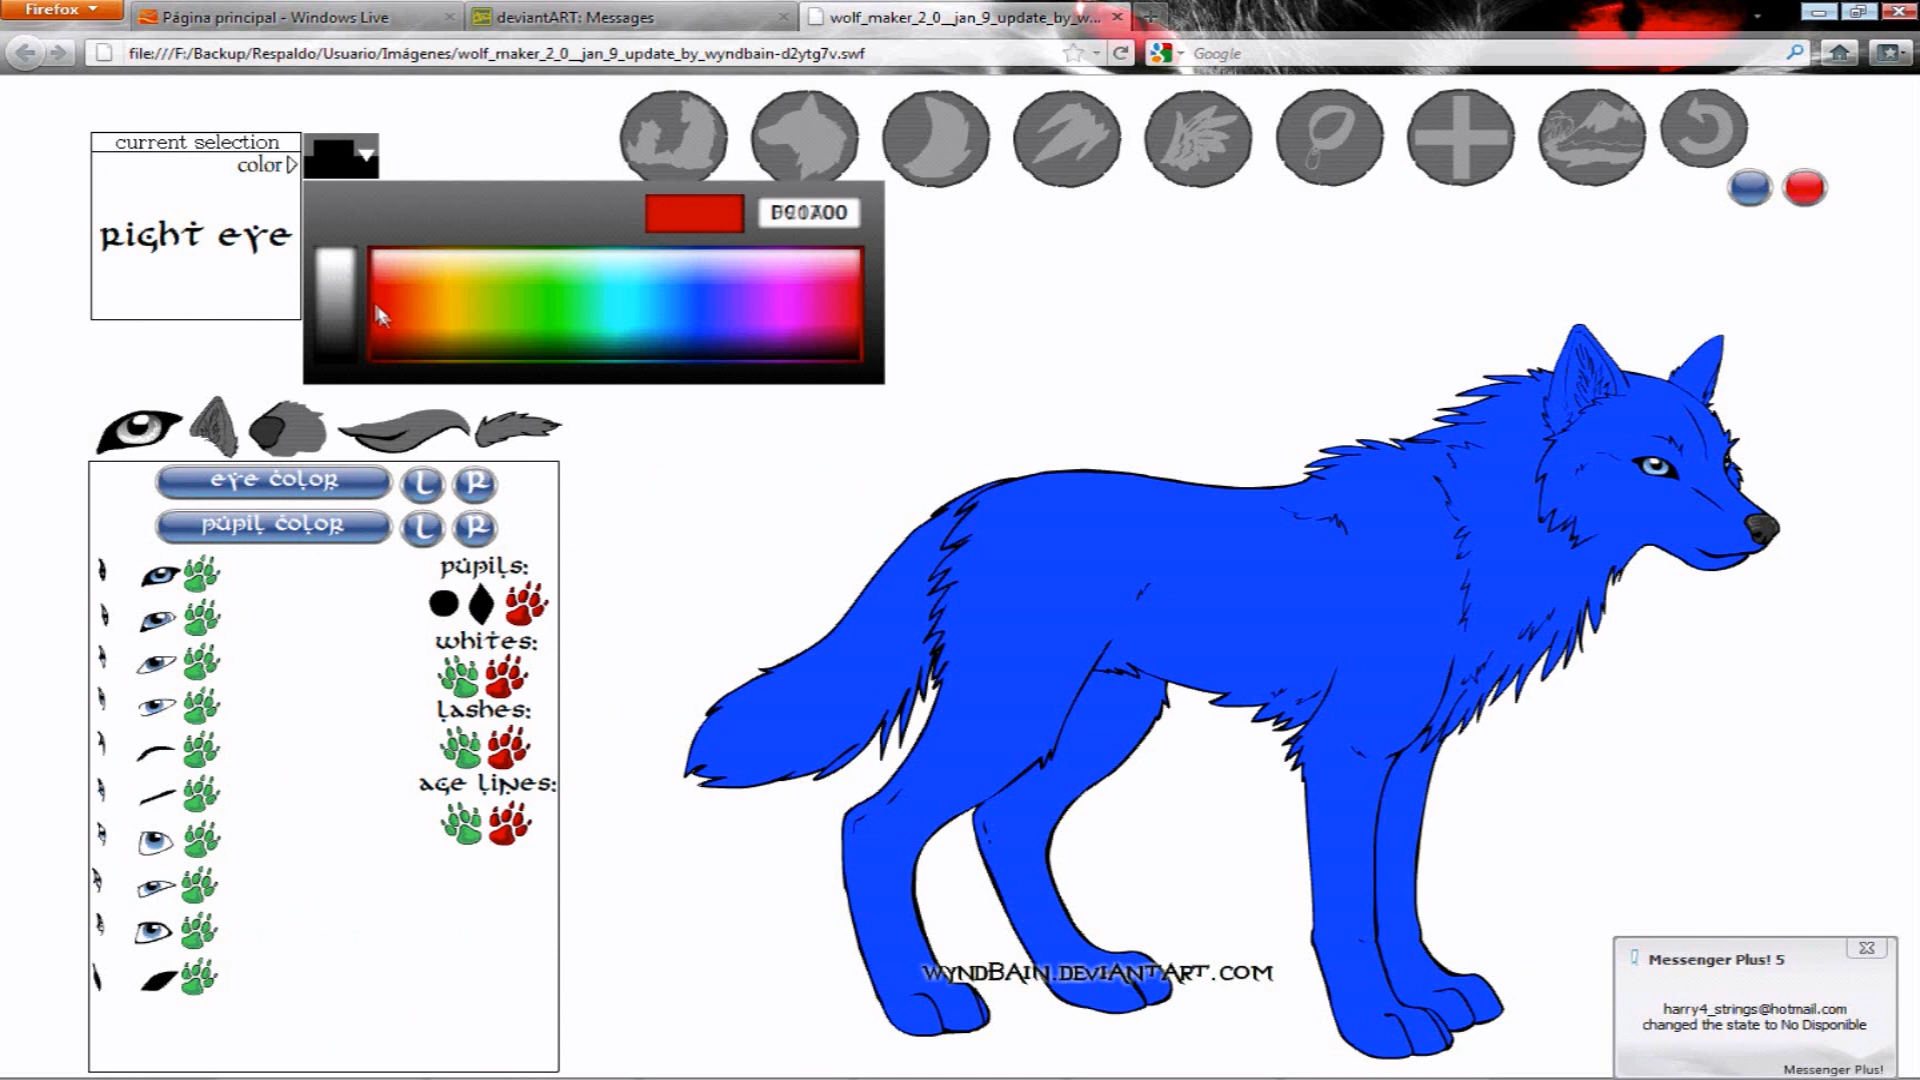 Firefox
Página principal - Windows Live
deviantART: Messages
wolf_maker_2_0__jan_9_update_by_w...
file:///F:/Backup/Respaldo/Usuario/Imágenes/wolf_maker_2_0__jan_9_update_by_wyndbain-d2ytg7v.swf
Google
current selection
color
right eye
eye color
L
R
pupil color
L
R
pupils:
whites:
lashes:
age lines:
wyndBain.deviantart.com
Messenger Plus! 5
harry4_strings@hotmail.com
changed the state to No Disponible
Messenger Plus!